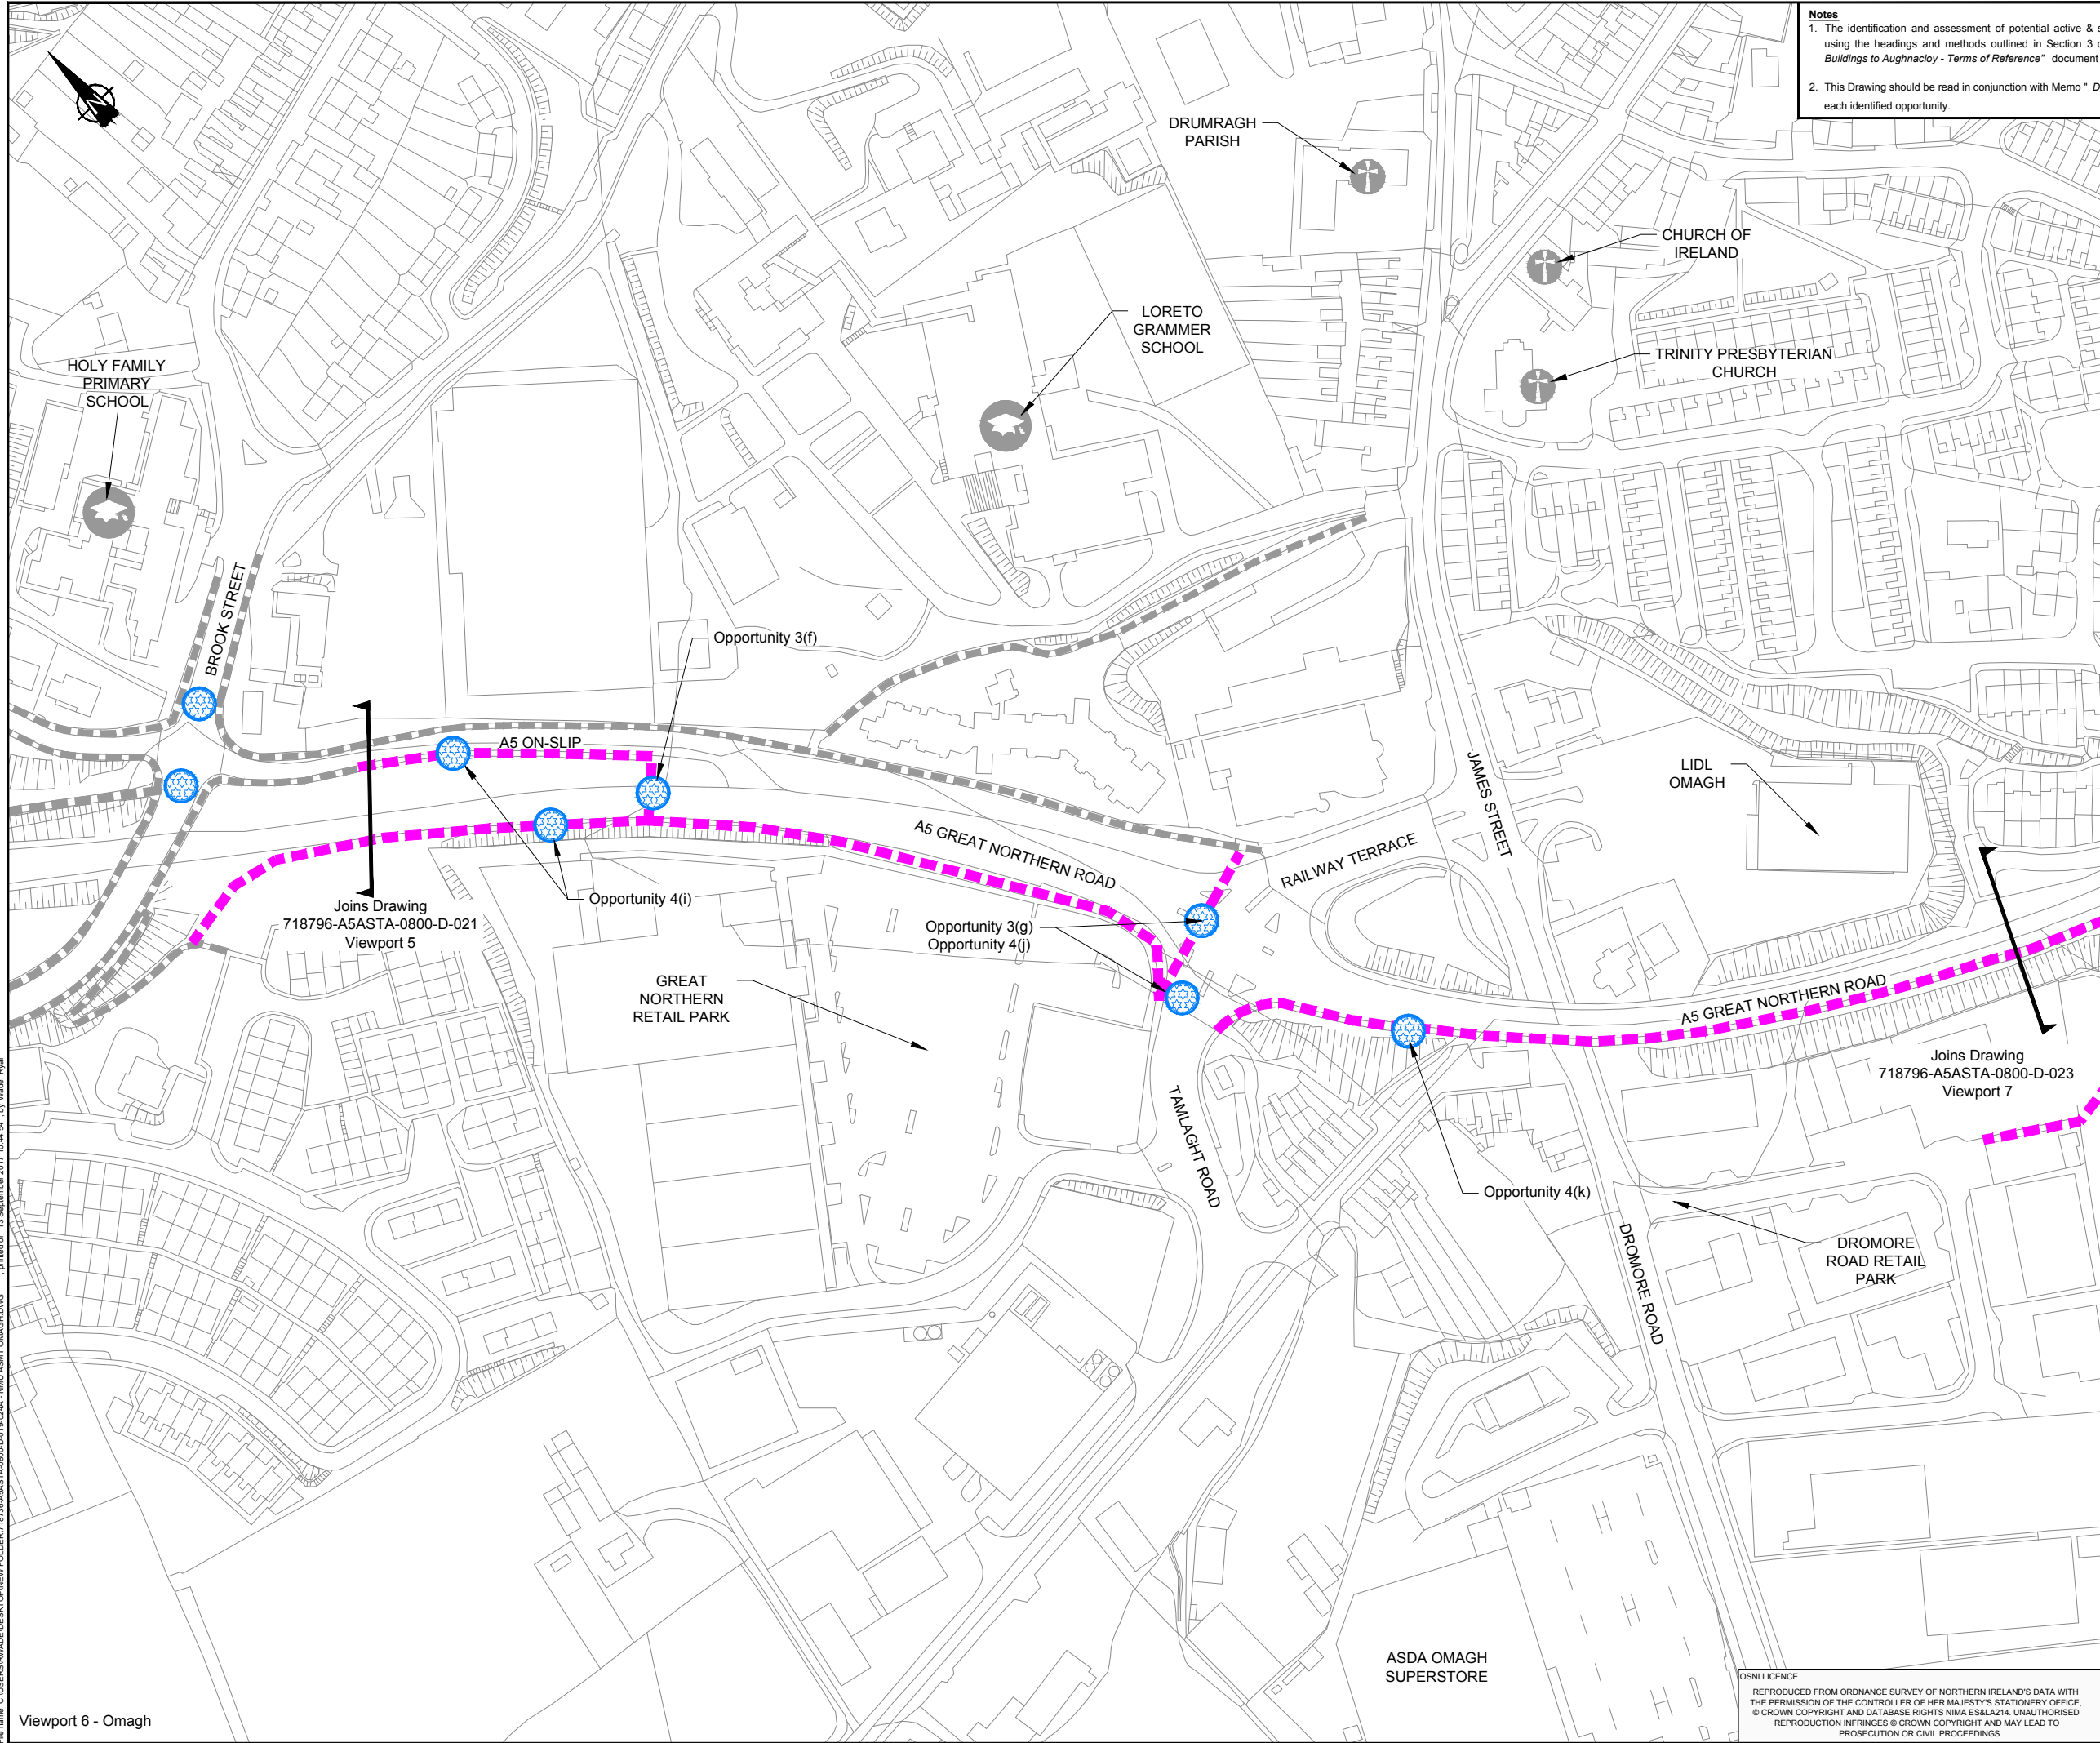 Notes
1. The identification and assessment of potential active &
using the headings and methods outlined in Section 3
Buildings to Aughnacloy - Terms of Reference" document
2. This Drawing should be read in conjunction with Memo "
each identified opportunity.
DRUMRAGH
PARISH
CHURCH OF
IRELAND
LORETO
GRAMMER
SCHOOL
TRINITY PRESBYTERIAN
CHURCH
HOLY FAMILY
PRIMARY
SCHOOL
BROOK STREET
Opportunity 3(f)
A5 ON-SLIP
JAMES STREET
LIDL
OMAGH
A5 GREAT NORTHERN ROAD
RAILWAY TERRACE
Opportunity 4(i)
Joins Drawing
718796-A5ASTA-0800-D-021
Viewport 5
Opportunity 3(g)
Opportunity 4(j)
GREAT
NORTHERN
RETAIL PARK
A5 GREAT NORTHERN ROAD
Joins Drawing
718796-A5ASTA-0800-D-023
Viewport 7
TAMLAGHT ROAD
Opportunity 4(k)
DROMORE ROAD
DROMORE
ROAD RETAIL
PARK
ASDA OMAGH
SUPERSTORE
Viewport 6 - Omagh
OSNI LICENCE
REPRODUCED FROM ORDNANCE SURVEY OF NORTHERN IRELAND'S DATA WITH
THE PERMISSION OF THE CONTROLLER OF HER MAJESTY'S STATIONERY OFFICE,
© CROWN COPYRIGHT AND DATABASE RIGHTS NIMA ES&LA214. UNAUTHORISED
REPRODUCTION INFRINGES © CROWN COPYRIGHT AND MAY LEAD TO
PROSECUTION OR CIVIL PROCEEDINGS